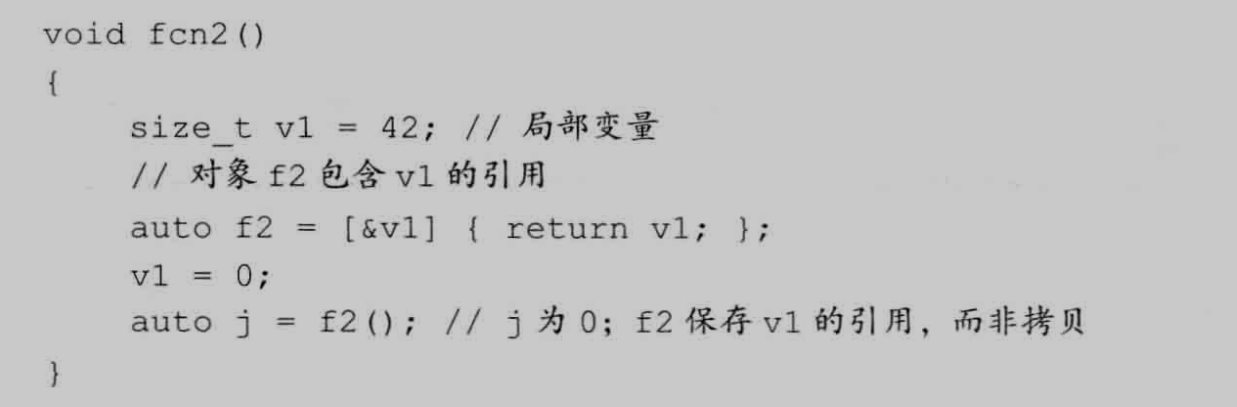 void fcn2()
{
    size_t v1 = 42; // 局部变量
    // 对象 f2 包含 v1 的引用
    auto f2 = [&v1] { return v1; };
    v1 = 0;
    auto j = f2(); // j 为 0; f2 保存 v1 的引用，而非拷贝
}